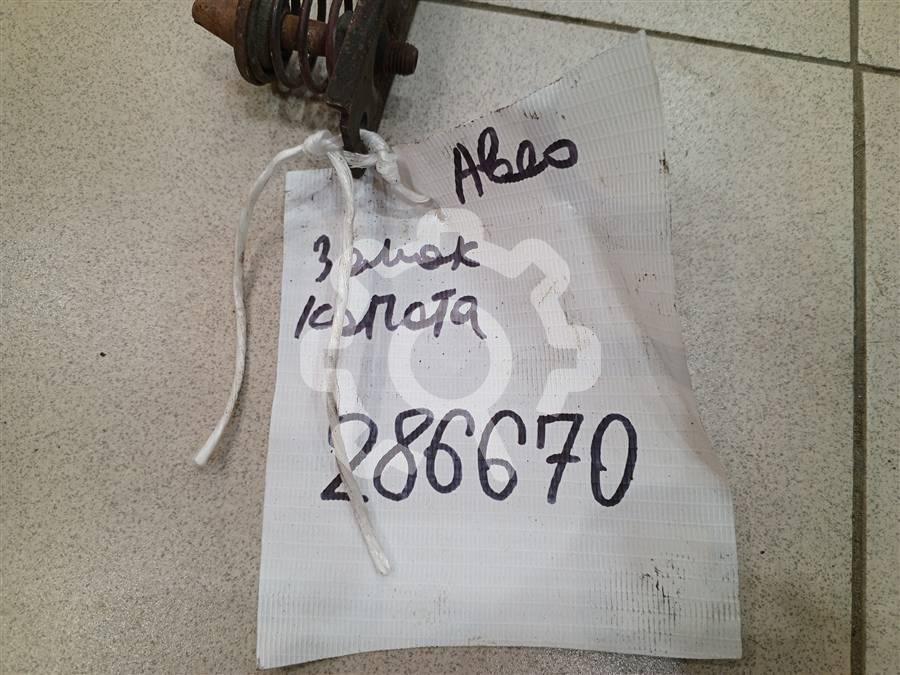 Авео
Замок
капота
286670